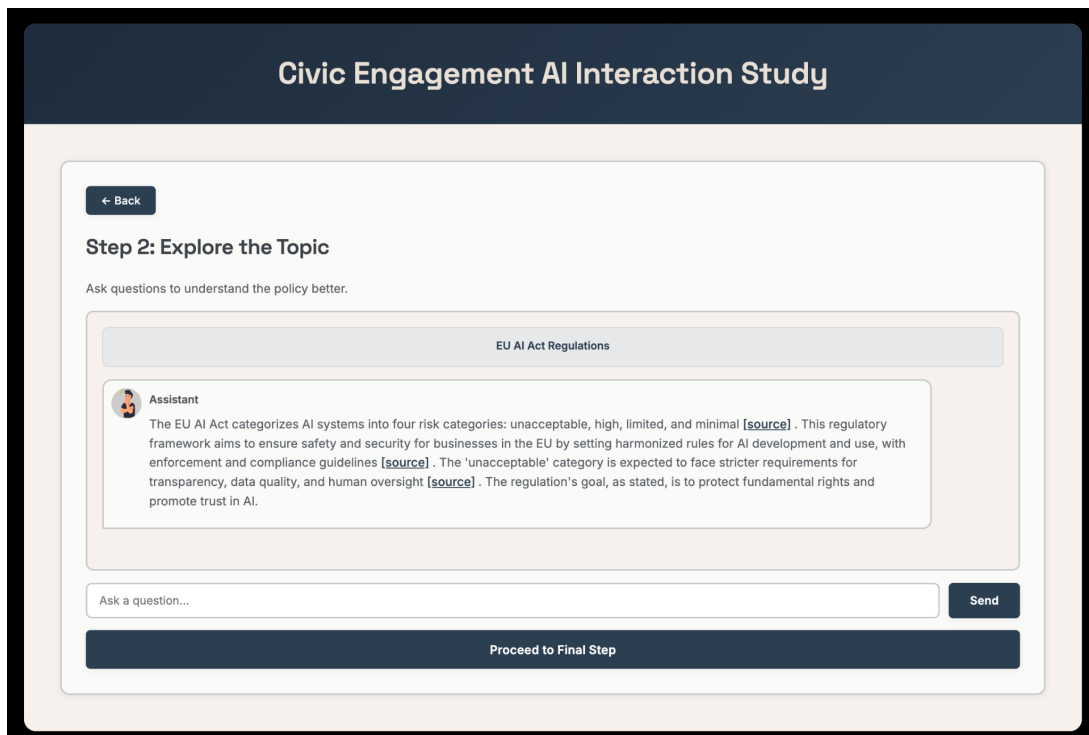 Civic Engagement AI Interaction Study
← Back
Step 2: Explore the Topic
Ask questions to understand the policy better.
EU AI Act Regulations
Assistant
The EU AI Act categorizes AI systems into four risk categories: unacceptable, high, limited, and minimal [source] . This regulatory
framework aims to ensure safety and security for businesses in the EU by setting harmonized rules for AI development and use, with
enforcement and compliance guidelines [source] . The 'unacceptable' category is expected to face stricter requirements for
transparency, data quality, and human oversight [source] . The regulation's goal, as stated, is to protect fundamental rights and
promote trust in AI.
Ask a question...
Send
Proceed to Final Step